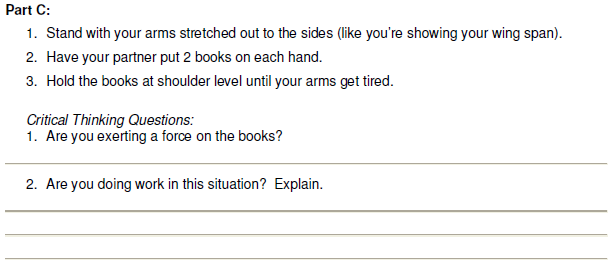 Part C:
1. Stand with your arms stretched out to the sides (like you're showing your wing span).
2. Have your partner put 2 books on each hand.
3. Hold the books at shoulder level until your arms get tired.
Critical Thinking Questions:
1. Are you exerting a force on the books?
2. Are you doing work in this situation? Explain.